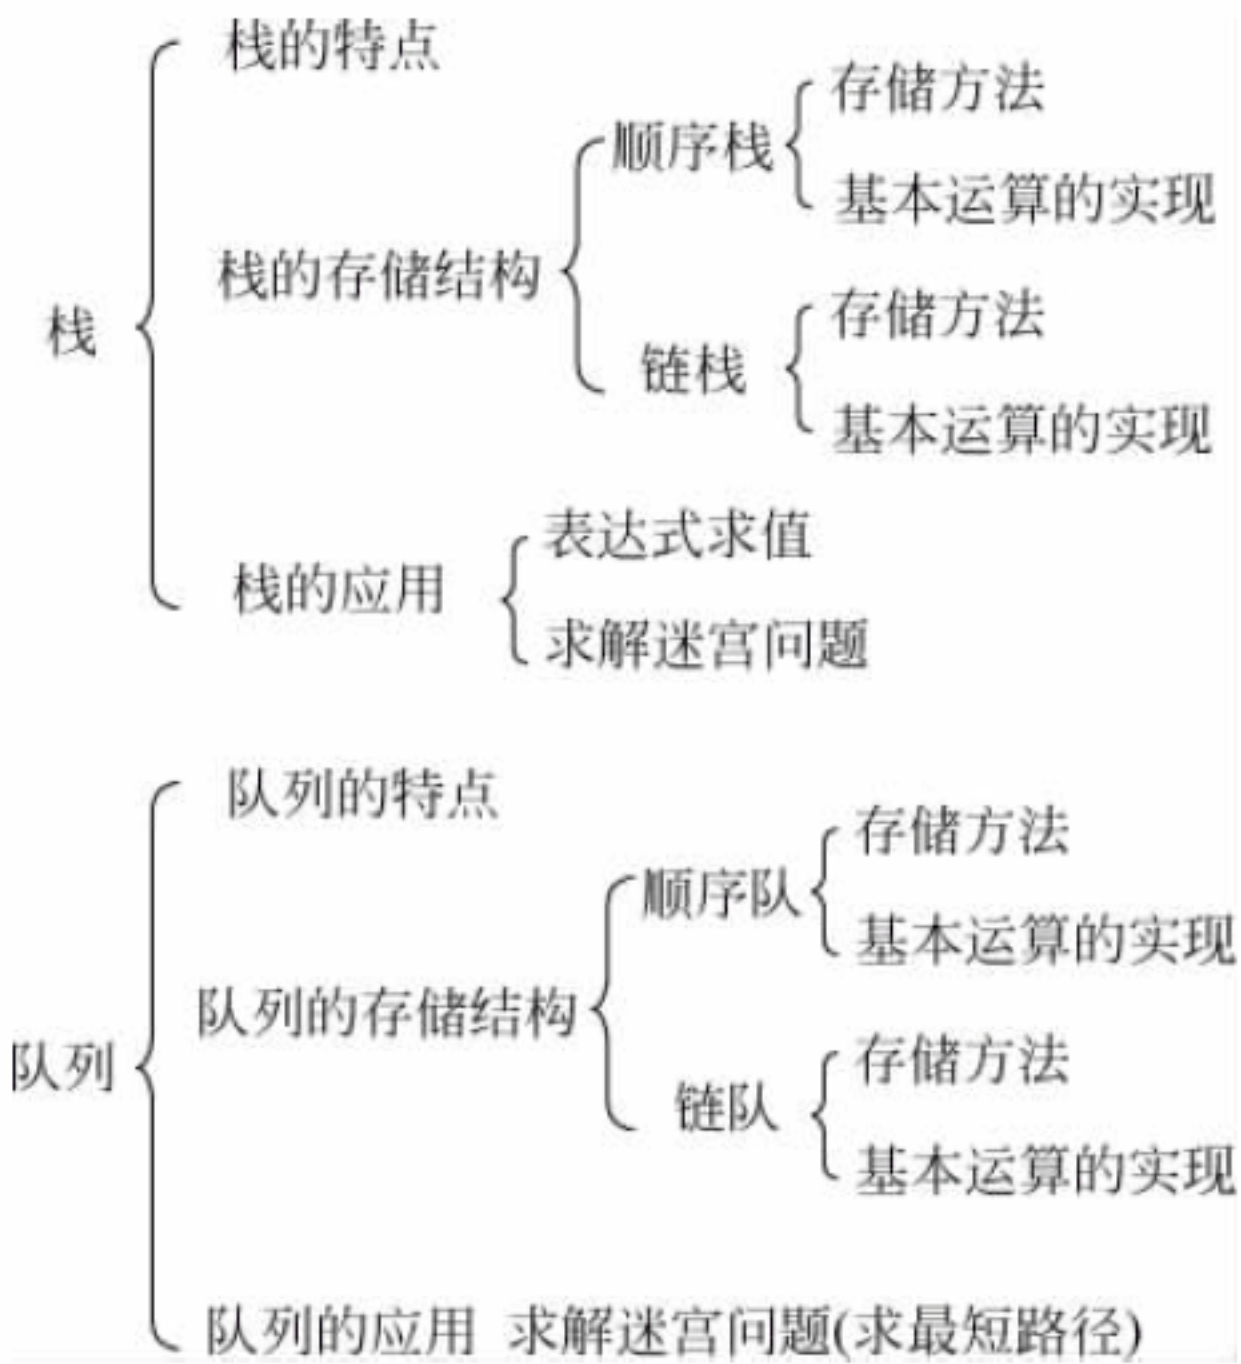 栈的特点
存储方法
顺序栈
基本运算的实现
栈的存储结构
栈
存储方法
链栈
基本运算的实现
表达式求值
栈的应用
求解迷宫问题
队列的特点
存储方法
顺序队
基本运算的实现
队列的存储结构
队列
存储方法
链队
基本运算的实现
队列的应用 求解迷宫问题(求最短路径)